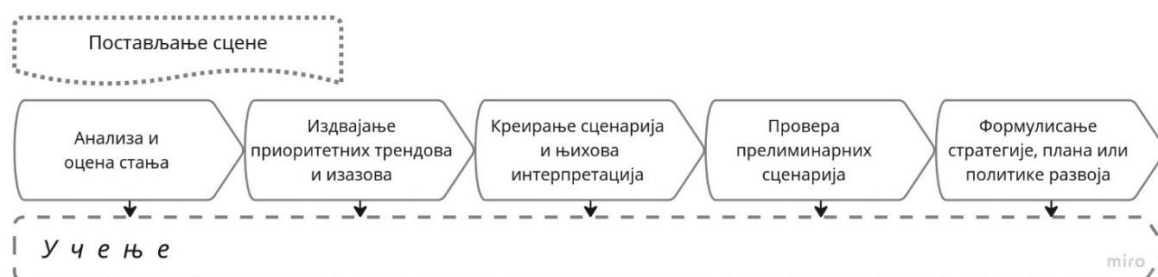 Постављање сцене
Анализа и
оцена стања
Издвајање
приоритетних трендова
и изазова
Креирање сценарија
и њихова
интерпретација
Провера
прелиминарних
сценарија
Формулисање
стратегије, плана или
политике развоја
У ч е њ е
miro